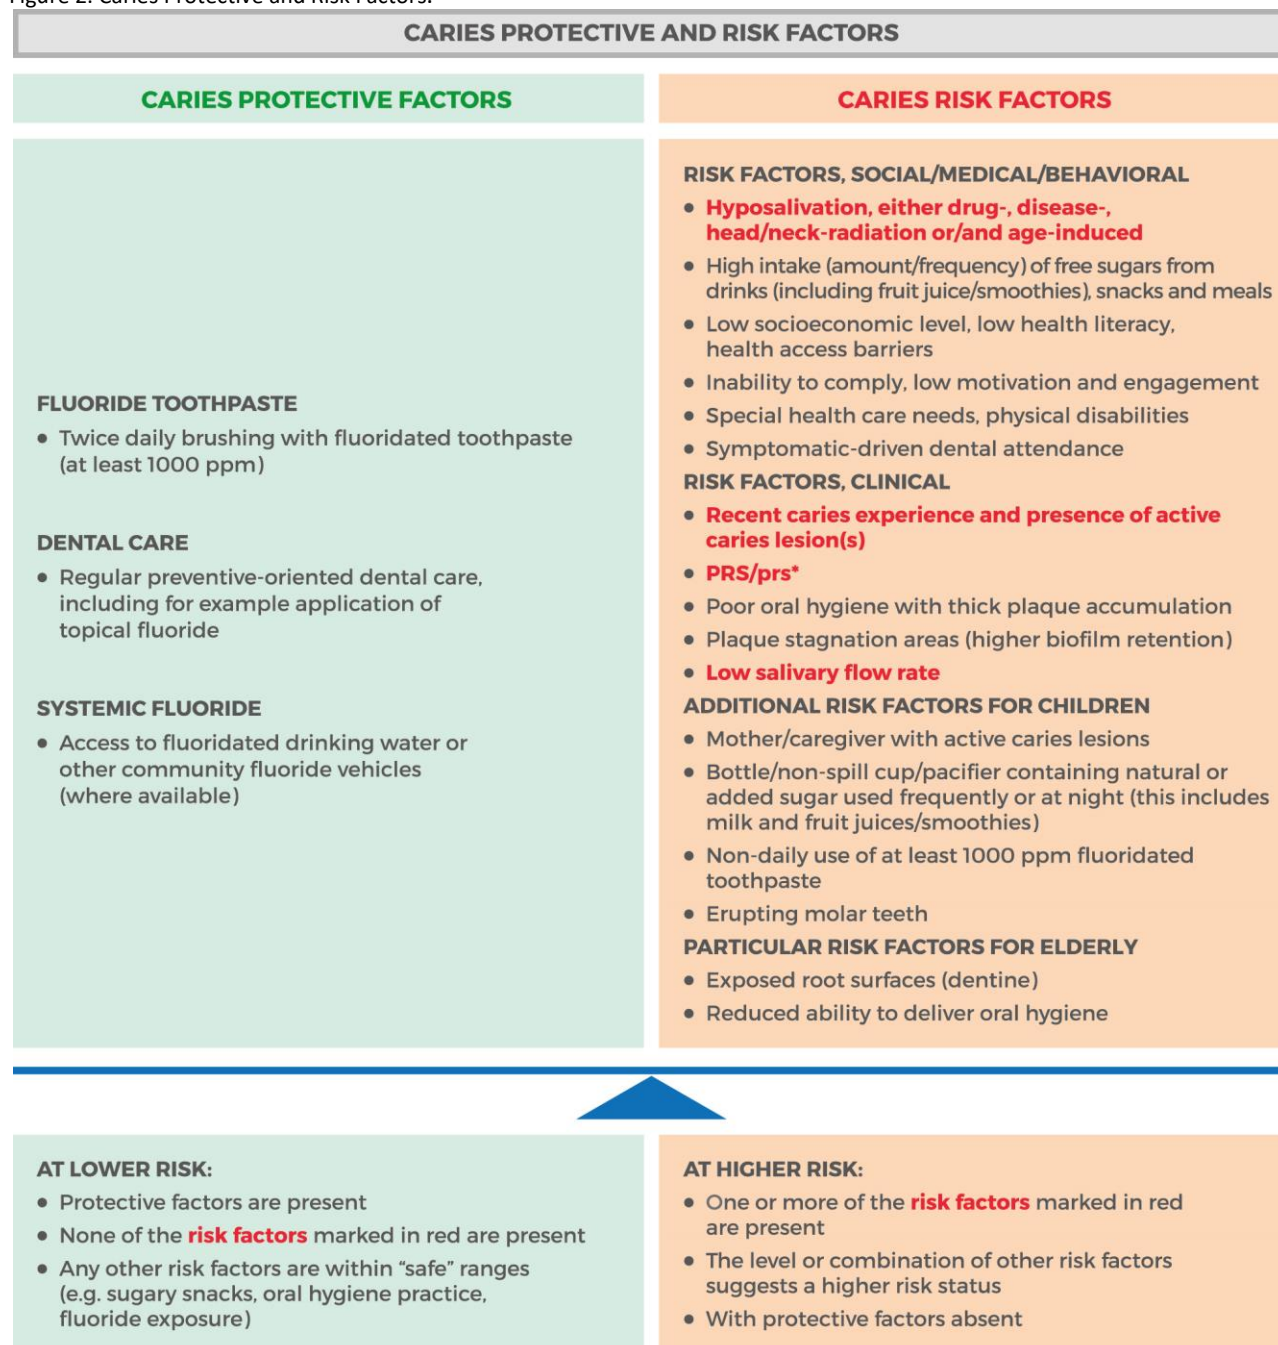 Figure 2. Caries Protective and Risk Factors.
CARIES PROTECTIVE AND RISK FACTORS
CARIES PROTECTIVE FACTORS
FLUORIDE TOOTHPASTE
• Twice daily brushing with fluoridated toothpaste
(at least 1000 ppm)
DENTAL CARE
• Regular preventive-oriented dental care,
including for example application of
topical fluoride
SYSTEMIC FLUORIDE
• Access to fluoridated drinking water or
other community fluoride vehicles
(where available)
CARIES RISK FACTORS
RISK FACTORS, SOCIAL/MEDICAL/BEHAVIORAL
• Hyposalivation, either drug-, disease-,
head/neck-radiation or/and age-induced
• High intake (amount/frequency) of free sugars from
drinks (including fruit juice/smoothies), snacks and meals
• Low socioeconomic level, low health literacy,
health access barriers
• Inability to comply, low motivation and engagement
• Special health care needs, physical disabilities
• Symptomatic-driven dental attendance
RISK FACTORS, CLINICAL
• Recent caries experience and presence of active
caries lesion(s)
• PRS/prs*
• Poor oral hygiene with thick plaque accumulation
• Plaque stagnation areas (higher biofilm retention)
• Low salivary flow rate
ADDITIONAL RISK FACTORS FOR CHILDREN
• Mother/caregiver with active caries lesions
• Bottle/non-spill cup/pacifier containing natural or
added sugar used frequently or at night (this includes
milk and fruit juices/smoothies)
• Non-daily use of at least 1000 ppm fluoridated
toothpaste
• Erupting molar teeth
PARTICULAR RISK FACTORS FOR ELDERLY
• Exposed root surfaces (dentine)
• Reduced ability to deliver oral hygiene
AT LOWER RISK:
• Protective factors are present
• None of the risk factors marked in red are present
• Any other risk factors are within “safe” ranges
(e.g. sugary snacks, oral hygiene practice,
fluoride exposure)
AT HIGHER RISK:
• One or more of the risk factors marked in red
are present
• The level or combination of other risk factors
suggests a higher risk status
• With protective factors absent